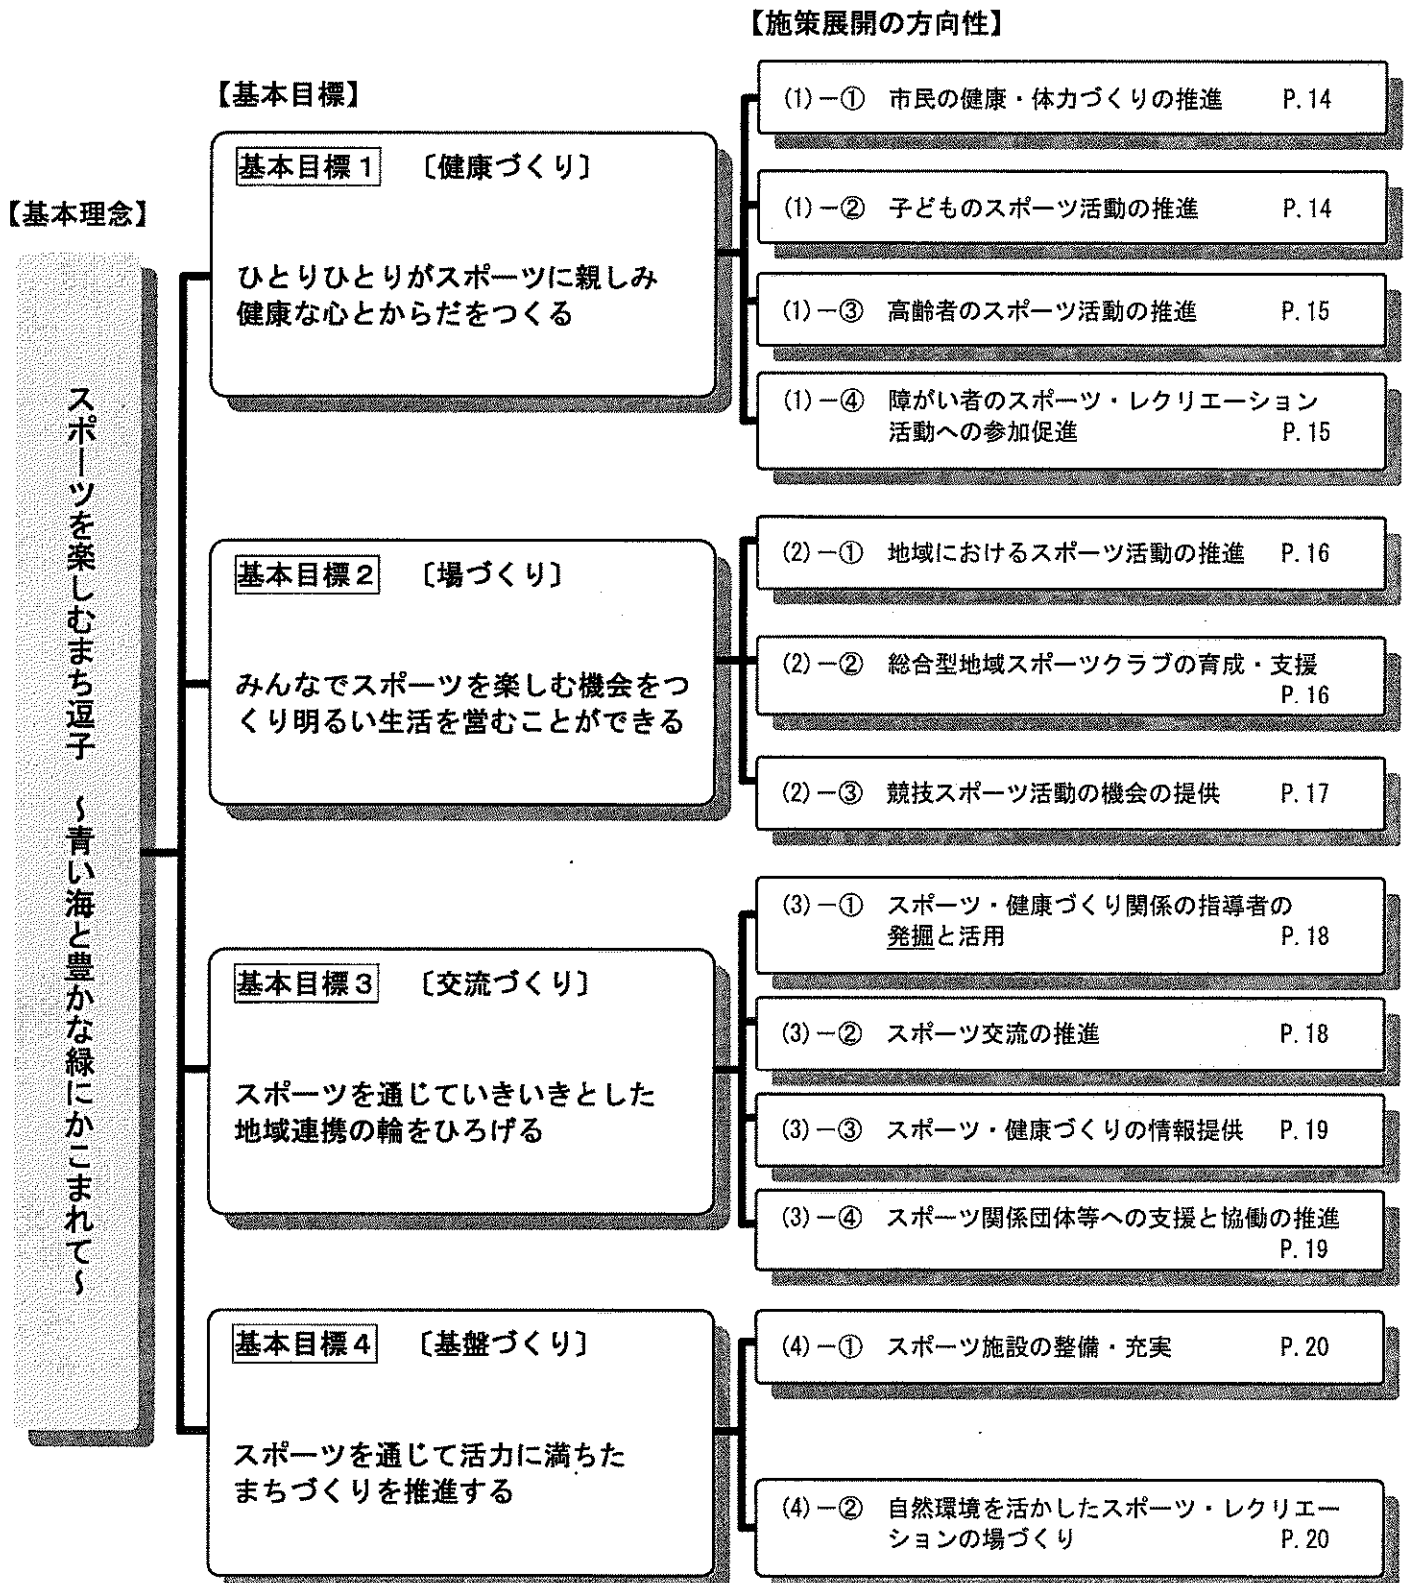 【施策展開の方向性】
【基本目標】
【基本理念】
スポーツを楽しむまち逗子 ～青い海と豊かな緑にかこまれて～
基本目標1 〔健康づくり〕
ひとりひとりがスポーツに親しみ
健康な心とからだをつくる
(1)－① 市民の健康・体力づくりの推進 P.14
(1)－② 子どものスポーツ活動の推進 P.14
(1)－③ 高齢者のスポーツ活動の推進 P.15
(1)－④ 障がい者のスポーツ・レクリエーション
活動への参加促進 P.15
基本目標2 〔場づくり〕
みんなでスポーツを楽しむ機会をつ
くり明るい生活を営むことができる
(2)－① 地域におけるスポーツ活動の推進 P.16
(2)－② 総合型地域スポーツクラブの育成・支援
P.16
(2)－③ 競技スポーツ活動の機会の提供 P.17
基本目標3 〔交流づくり〕
スポーツを通じていきいきとした
地域連携の輪をひろげる
(3)－① スポーツ・健康づくり関係の指導者の
発掘と活用 P.18
(3)－② スポーツ交流の推進 P.18
(3)－③ スポーツ・健康づくりの情報提供 P.19
(3)－④ スポーツ関係団体等への支援と協働の推進
P.19
基本目標4 〔基盤づくり〕
スポーツを通じて活力に満ちた
まちづくりを推進する
(4)－① スポーツ施設の整備・充実 P.20
(4)－② 自然環境を活かしたスポーツ・レクリエー
ションの場づくり P.20